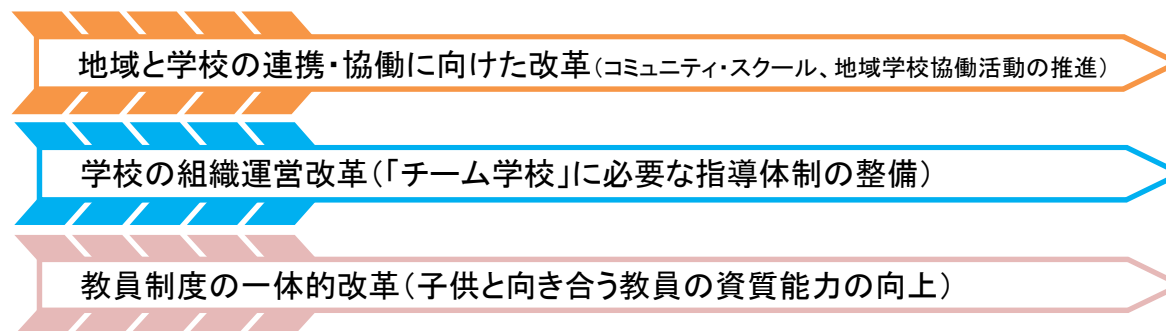 地域と学校の連携・協働に向けた改革(コミュニティ・スクール、地域学校協働活動の推進)
学校の組織運営改革(「チーム学校」に必要な指導体制の整備)
教員制度の一体的改革(子供と向き合う教員の資質能力の向上)